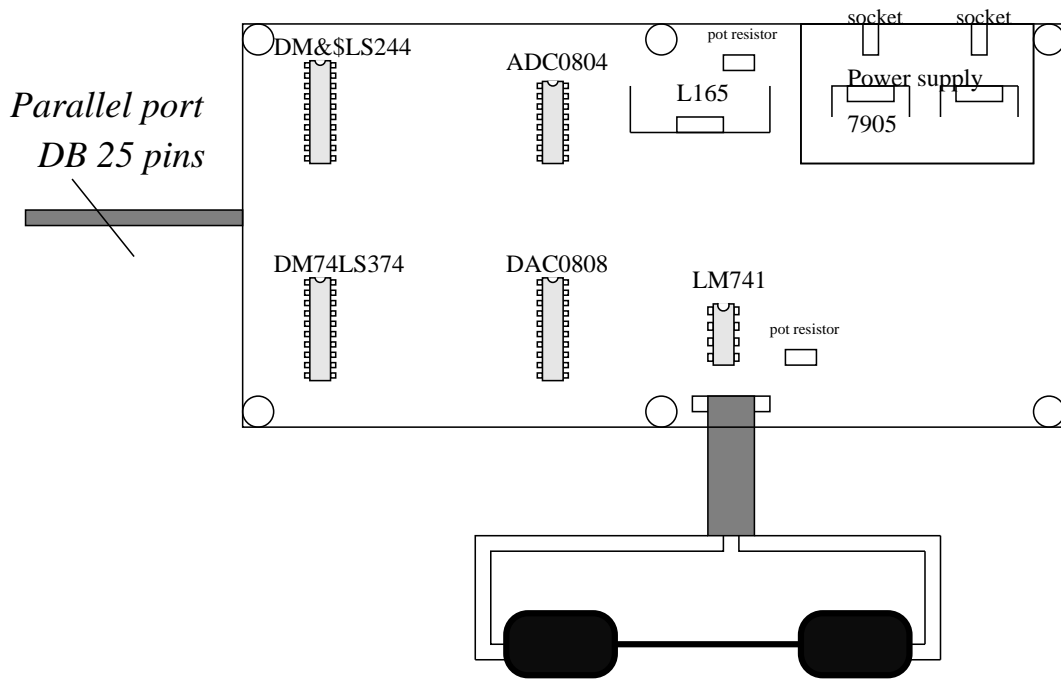 socket
socket
DM&$LS244
pot resistor
ADC0804
L165
Power supply
7905
Parallel port
DB 25 pins
DM74LS374
DAC0808
LM741
pot resistor